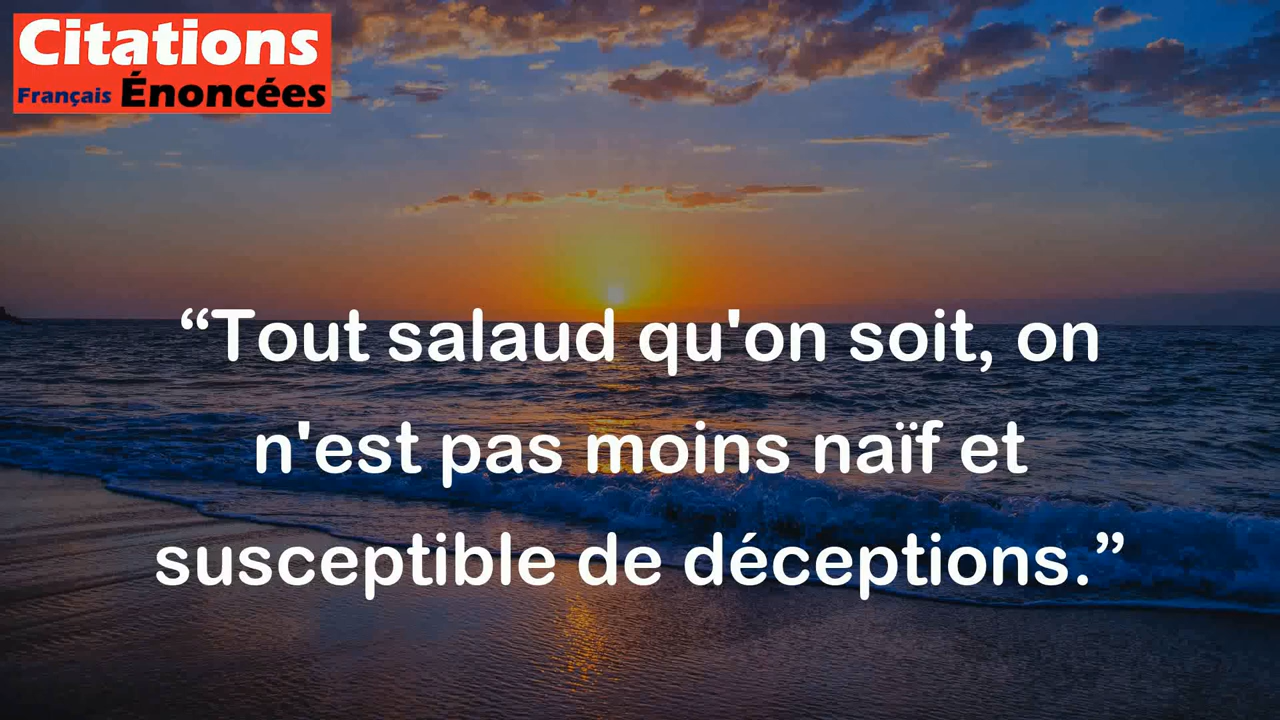 Citations
Français Énoncées
“Tout salaud qu'on soit, on
n'est pas moins naïf et
susceptible de déceptions.”